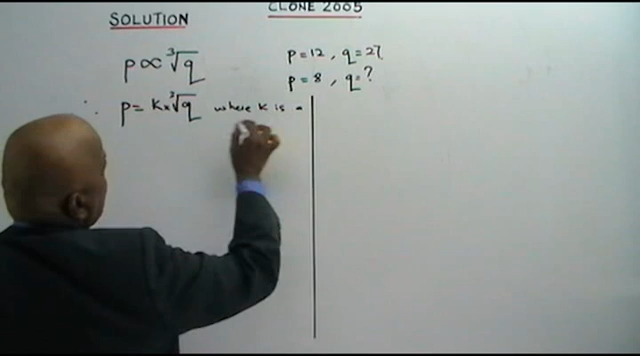 CLONE 2005
SOLUTION
p ∝ ³√q
p = 12, q = 27
p = 8, q = ?
∴ p = K × ³√q where K is a